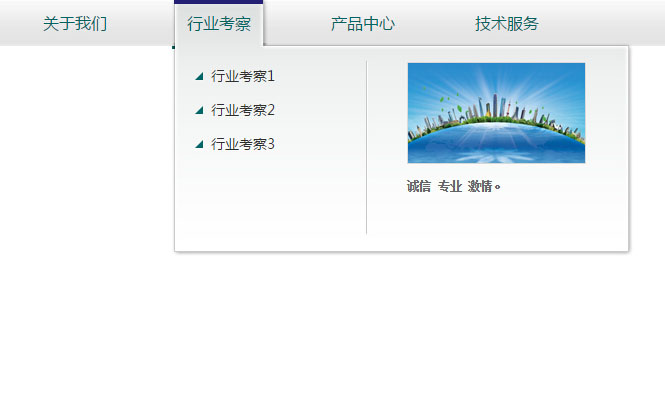 关于我们 行业考察 产品中心 技术服务
行业考察1
行业考察2
行业考察3
诚信 专业 激情。